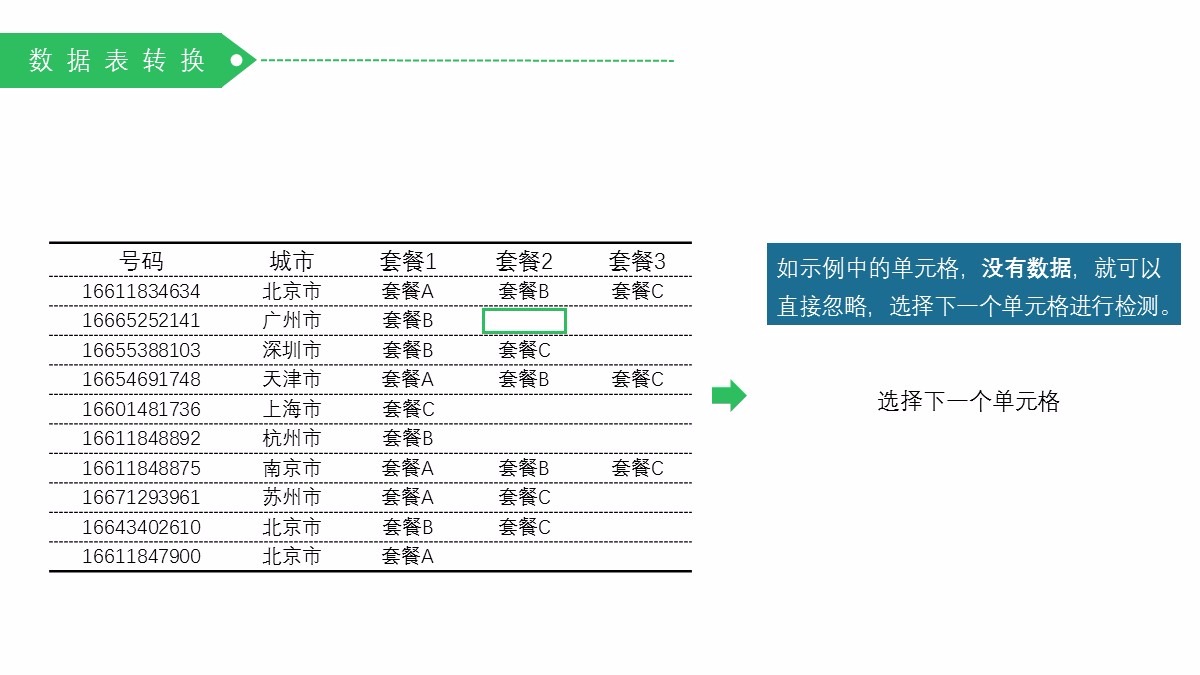 数据表转换
号码 城市 套餐1 套餐2 套餐3
16611834634 北京市 套餐A 套餐B 套餐C
16665252141 广州市 套餐B
16655388103 深圳市 套餐B 套餐C
16654691748 天津市 套餐A 套餐B 套餐C
16601481736 上海市 套餐C
16611848892 杭州市 套餐B
16611848875 南京市 套餐A 套餐B 套餐C
16671293961 苏州市 套餐A 套餐C
16643402610 北京市 套餐B 套餐C
16611847900 北京市 套餐A
如示例中的单元格，没有数据，就可以
直接忽略，选择下一个单元格进行检测。
选择下一个单元格